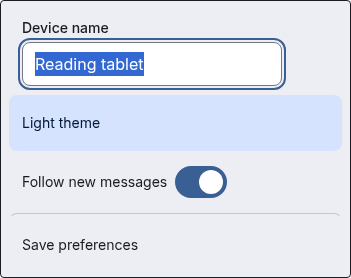 Device name
Reading tablet
Light theme
Follow new messages
Save preferences